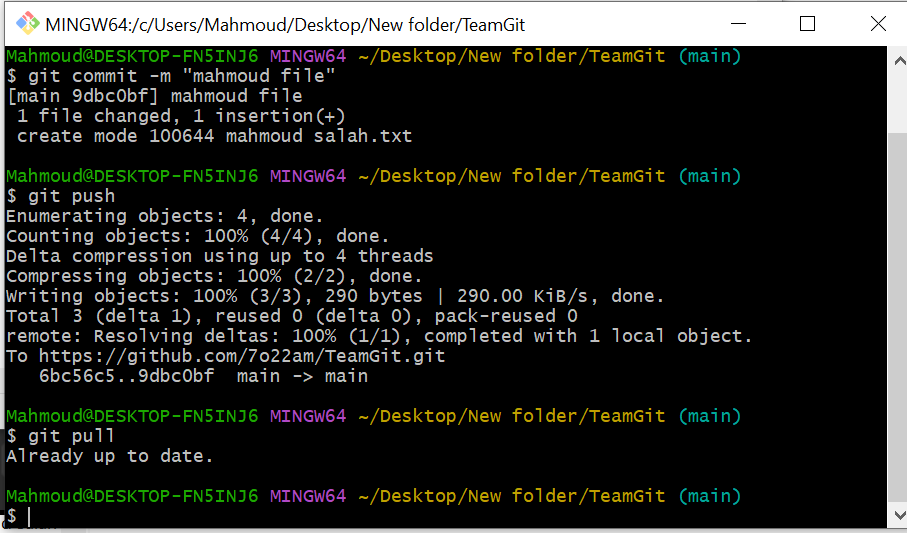 MINGW64:/c/Users/Mahmoud/Desktop/New folder/TeamGit
Mahmoud@DESKTOP-FN5INJ6 MINGW64 ~/Desktop/New folder/TeamGit (main)
$ git commit -m "mahmoud file"
[main 9dbc0bf] mahmoud file
 1 file changed, 1 insertion(+)
 create mode 100644 mahmoud salah.txt

Mahmoud@DESKTOP-FN5INJ6 MINGW64 ~/Desktop/New folder/TeamGit (main)
$ git push
Enumerating objects: 4, done.
Counting objects: 100% (4/4), done.
Delta compression using up to 4 threads
Compressing objects: 100% (2/2), done.
Writing objects: 100% (3/3), 290 bytes | 290.00 KiB/s, done.
Total 3 (delta 1), reused 0 (delta 0), pack-reused 0
remote: Resolving deltas: 100% (1/1), completed with 1 local object.
To https://github.com/7o22am/TeamGit.git
   6bc56c5..9dbc0bf  main -> main

Mahmoud@DESKTOP-FN5INJ6 MINGW64 ~/Desktop/New folder/TeamGit (main)
$ git pull
Already up to date.

Mahmoud@DESKTOP-FN5INJ6 MINGW64 ~/Desktop/New folder/TeamGit (main)
$